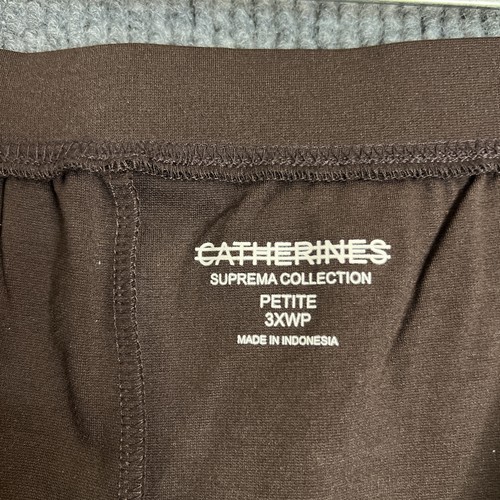 CATHERINES
SUPREMA COLLECTION
PETITE
3XWP
MADE IN INDONESIA